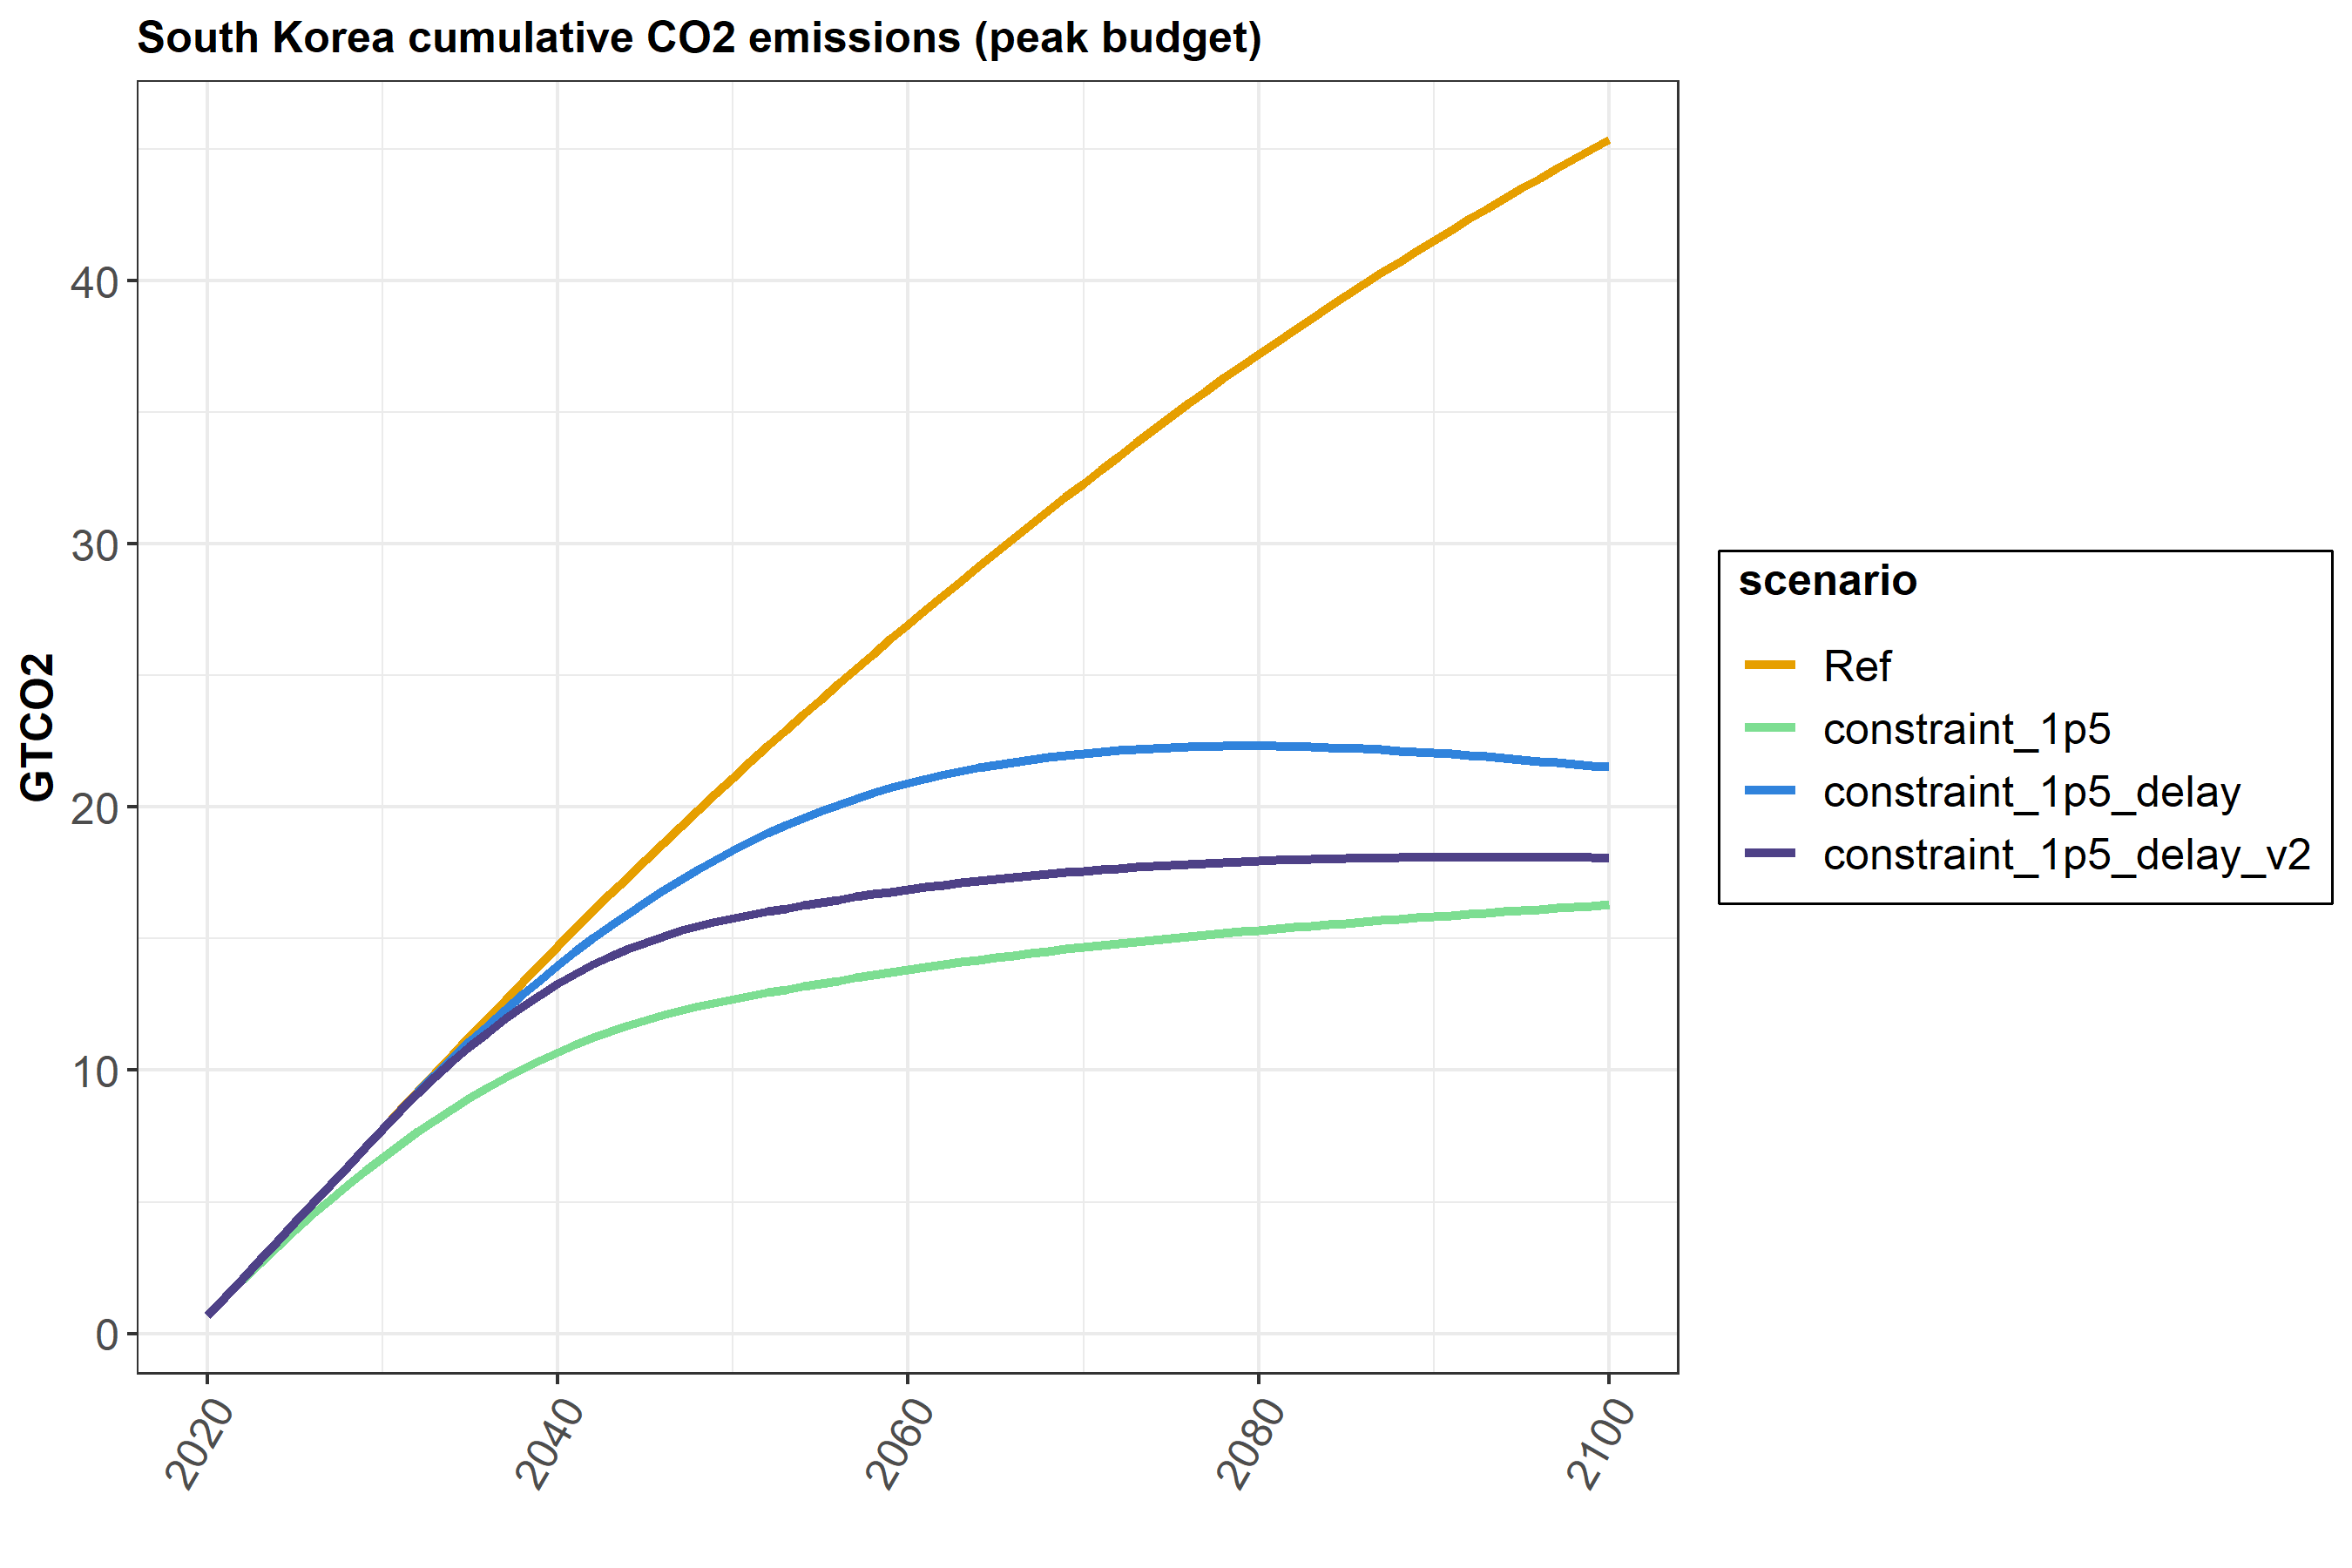 South Korea cumulative CO2 emissions (peak budget)
GTCO2
40
30
20
10
0
2020
2040
2060
2080
2100
scenario
Ref
constraint_1p5
constraint_1p5_delay
constraint_1p5_delay_v2